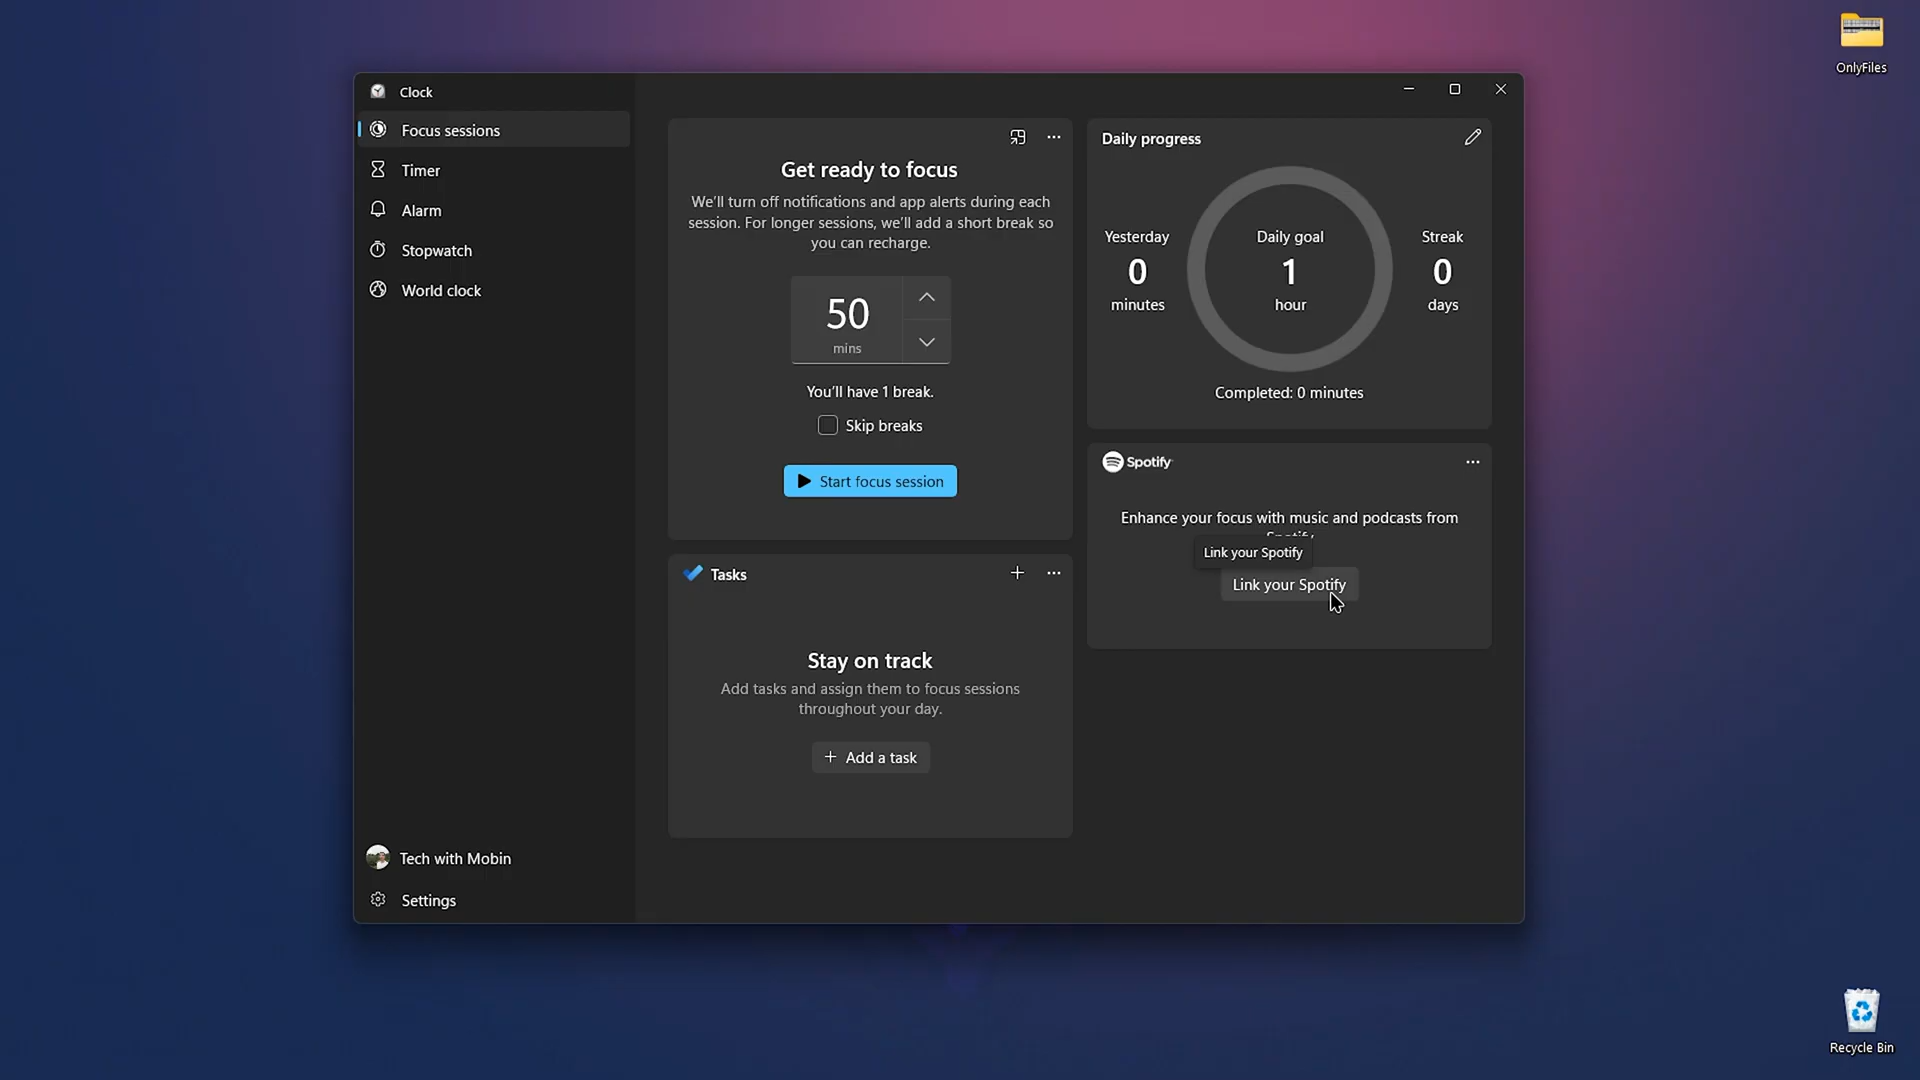 OnlyFiles
Clock
Focus sessions
Timer
Alarm
Stopwatch
World clock
Tech with Mobin
Settings
Get ready to focus
We'll turn off notifications and app alerts during each
session. For longer sessions, we'll add a short break so
you can recharge.
50
mins
You'll have 1 break.
Skip breaks
Start focus session
Tasks
Stay on track
Add tasks and assign them to focus sessions
throughout your day.
+ Add a task
Daily progress
Yesterday
0
minutes
Daily goal
1
hour
Streak
0
days
Completed: 0 minutes
Spotify
Enhance your focus with music and podcasts from
Link your Spotify
Link your Spotify
Recycle Bin